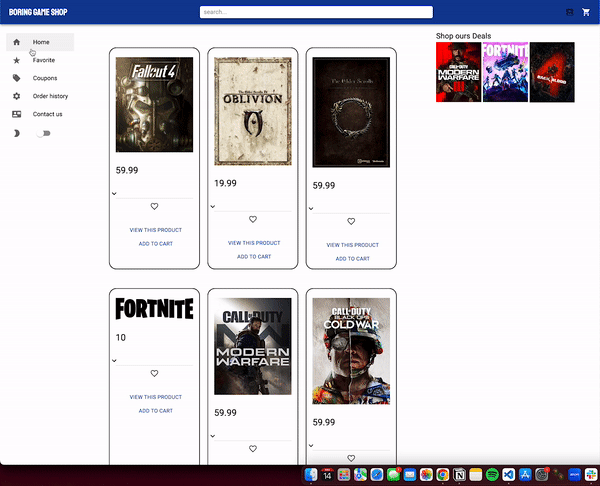 BORING GAME SHOP
search...
Home
Favorite
Coupons
Order history
Contact us
Shop ours Deals
CALL DUTY
MODERN
WARFARE
III
FORTNITE
BACK 4 BLOOD
Fallout 4
59.99
VIEW THIS PRODUCT
ADD TO CART
The Elder Scrolls IV
OBLIVION
19.99
VIEW THIS PRODUCT
ADD TO CART
The Elder Scrolls
59.99
VIEW THIS PRODUCT
ADD TO CART
FORTNITE
10
VIEW THIS PRODUCT
ADD TO CART
CALL OF DUTY
MODERN
WARFARE
59.99
CALL OF DUTY
BLACK OPS
COLD WAR
59.99
14